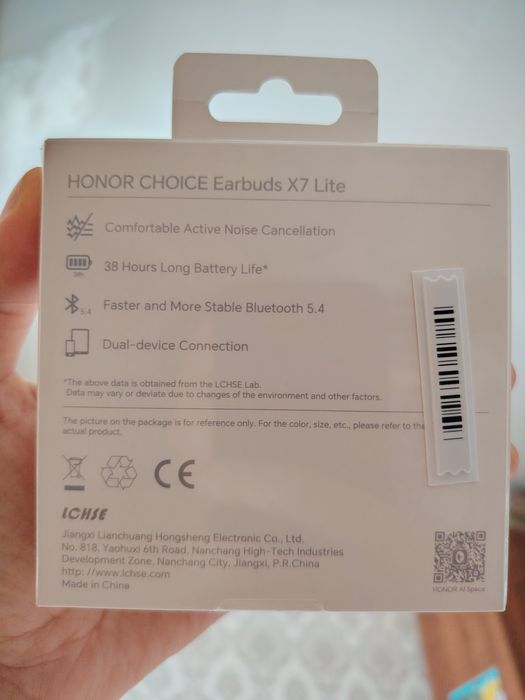 HONOR CHOICE Earbuds X7 Lite
Comfortable Active Noise Cancellation
38h
38 Hours Long Battery Life*
5.4
Faster and More Stable Bluetooth 5.4
Dual-device Connection
*The above data is obtained from the LCHSE Lab.
Data may vary or deviate due to changes of the environment and other factors.
The picture on the package is for reference only. For the color, size, etc., please refer to the
actual product.
CE
LCHSE
Jiangxi Lianchuang Hongsheng Electronic Co., Ltd.
No. 818, Yaohuxi 6th Road, Nanchang High-Tech Industries
Development Zone, Nanchang City, Jiangxi, P.R.China
http: //www.lchse.com
Made in China
HONOR AI Space